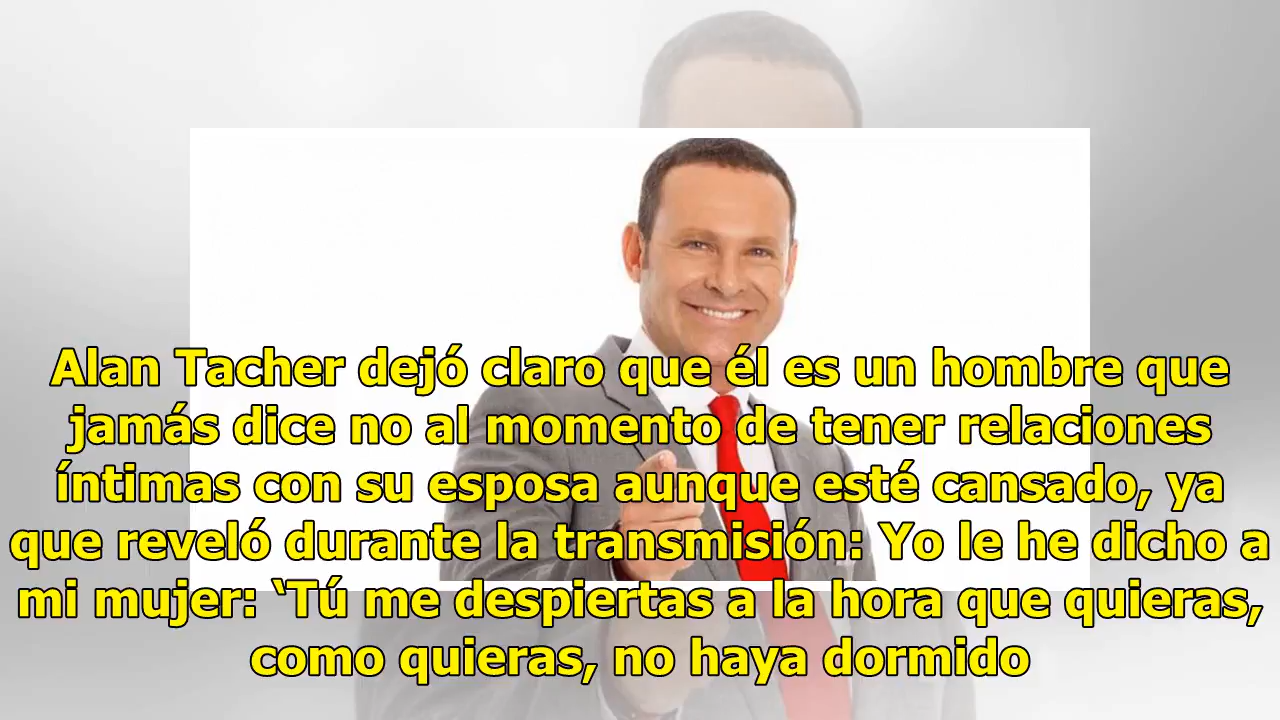 Alan Tacher dejó claro que él es un hombre que
jamás dice no al momento de tener relaciones
íntimas con su esposa aunque esté cansado, ya
que reveló durante la transmisión: Yo le he dicho a
mi mujer: ‘Tú me despiertas a la hora que quieras,
como quieras, no haya dormido